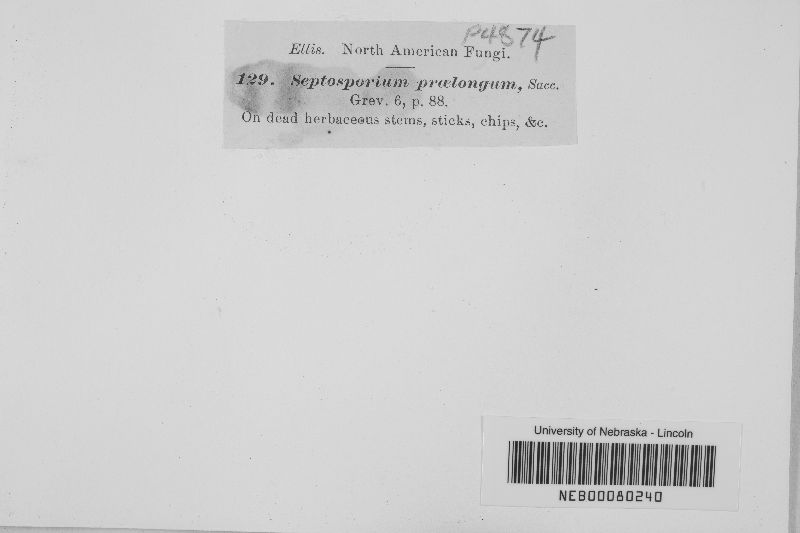 P4874
Ellis. North American Fungi.
129. Septosporium prælongum, Sacc.
Grev. 6, p. 88.
On dead herbaceous stems, sticks, chips, &c.
University of Nebraska - Lincoln
NEB00080240